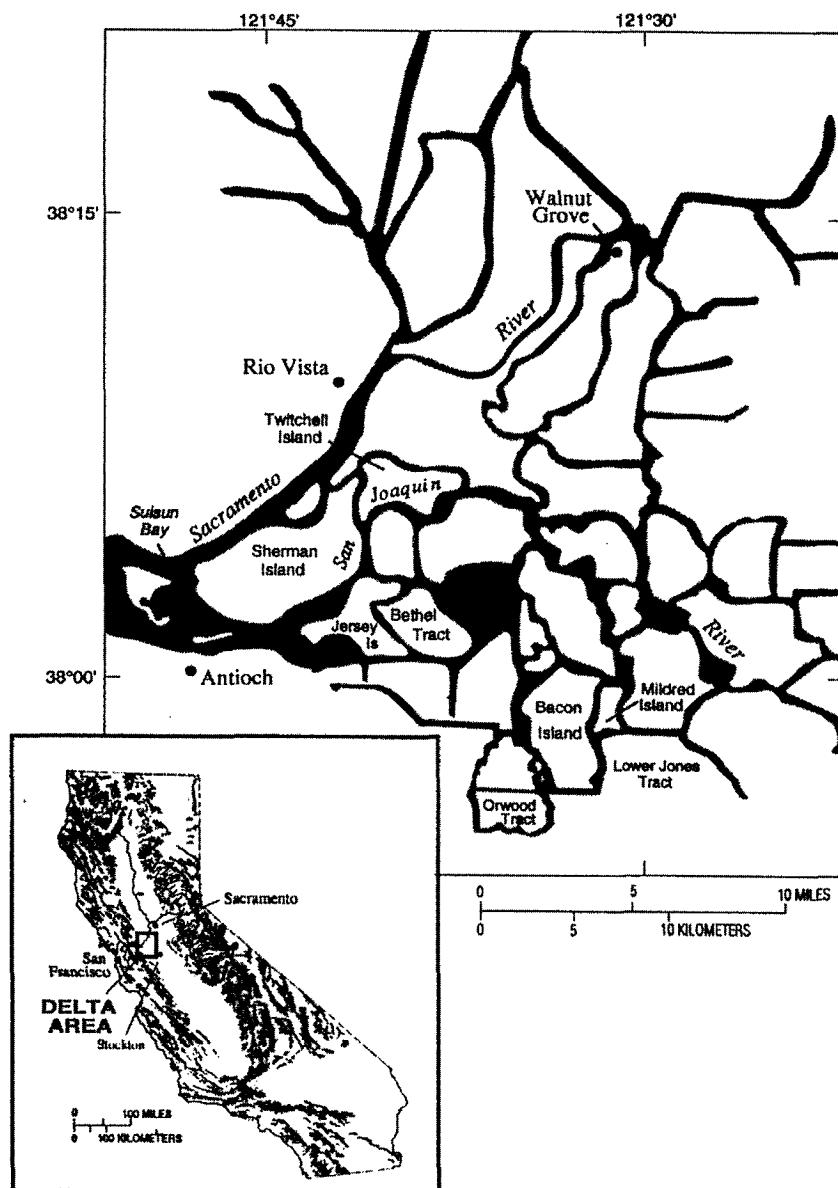 121°45'
121°30'
38°15'
Walnut
Grove
River
Rio Vista
Twitchell
Island
Joaquin
Sacramento
Suisun
Bay
San
Sherman
Island
Jersey
Is
Bethel
Tract
River
38°00'
Antioch
Bacon
Island
Mildred
Island
Lower Jones
Tract
Orwood
Tract
0 5 10 MILES
0 5 10 KILOMETERS
Sacramento
San
Francisco
DELTA
AREA
Stockton
0 100 MILES
0 100 KILOMETERS